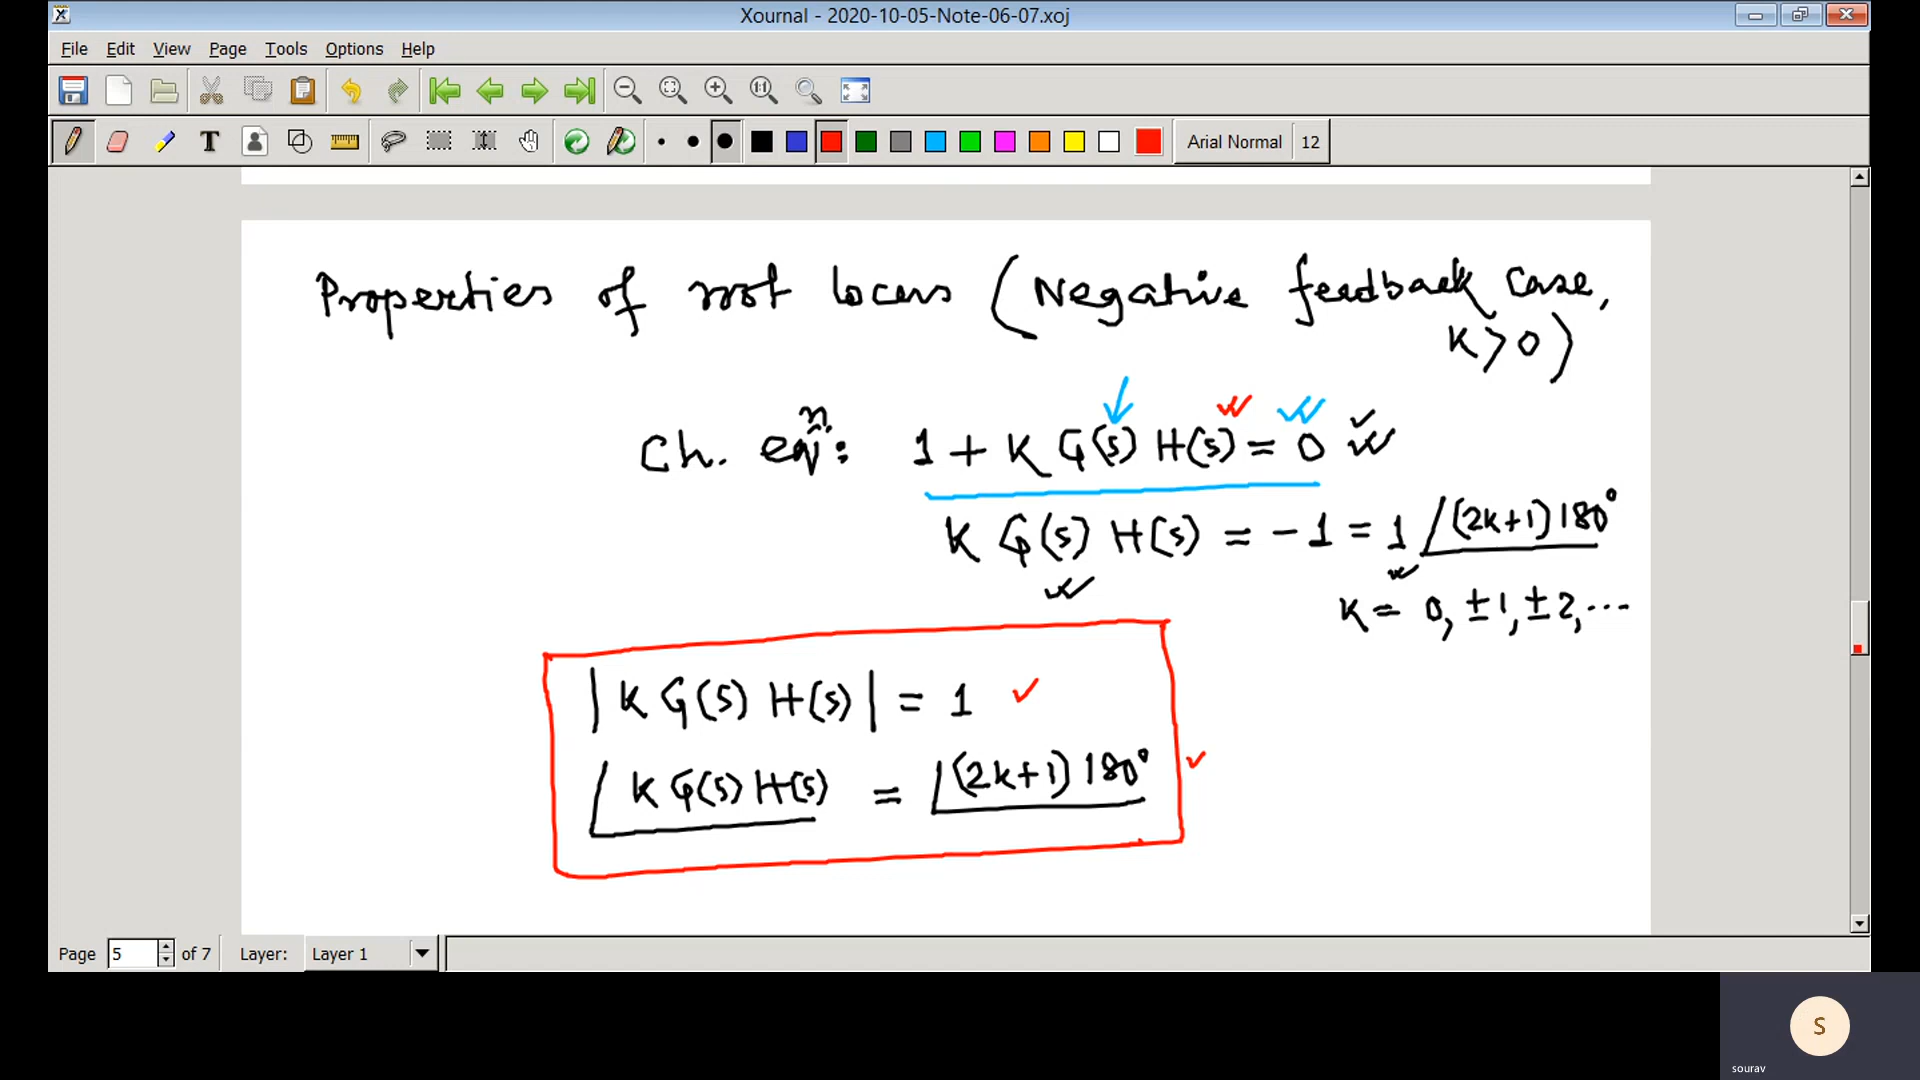 Xournal - 2020-10-05-Note-06-07.xoj
File Edit View Page Tools Options Help
Arial Normal 12
Properties of root locus (Negative feedback case,
K>0)
Ch. eqⁿ: 1 + K G(s) H(s) = 0
K G(s) H(s) = -1 = 1 ∠(2k+1)180°
K = 0, ±1, ±2, ...
|K G(s) H(s)| = 1
∠K G(s) H(s) = ∠(2k+1)180°
Page 5 of 7 Layer: Layer 1
S
sourav